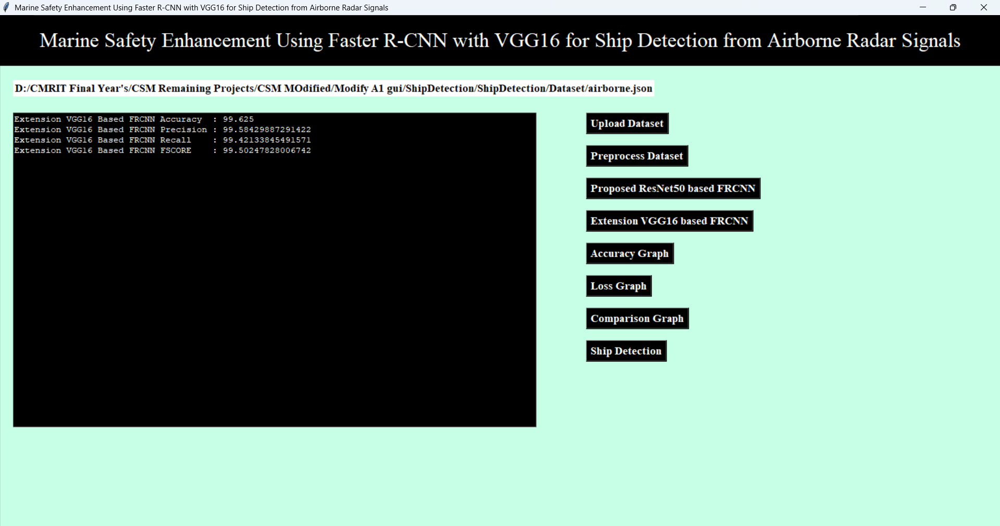 Marine Safety Enhancement Using Faster R-CNN with VGG16 for Ship Detection from Airborne Radar Signals
Marine Safety Enhancement Using Faster R-CNN with VGG16 for Ship Detection from Airborne Radar Signals
D:/CMRIT Final Year's/CSM Remaining Projects/CSM MOdified/Modify A1 gui/ShipDetection/ShipDetection/Dataset/airborne.json
Extension VGG16 Based FRCNN Accuracy  : 99.625
Extension VGG16 Based FRCNN Precision : 99.58429887291422
Extension VGG16 Based FRCNN Recall    : 99.42133845491571
Extension VGG16 Based FRCNN FSCORE    : 99.50247828006742
Upload Dataset
Preprocess Dataset
Proposed ResNet50 based FRCNN
Extension VGG16 based FRCNN
Accuracy Graph
Loss Graph
Comparison Graph
Ship Detection